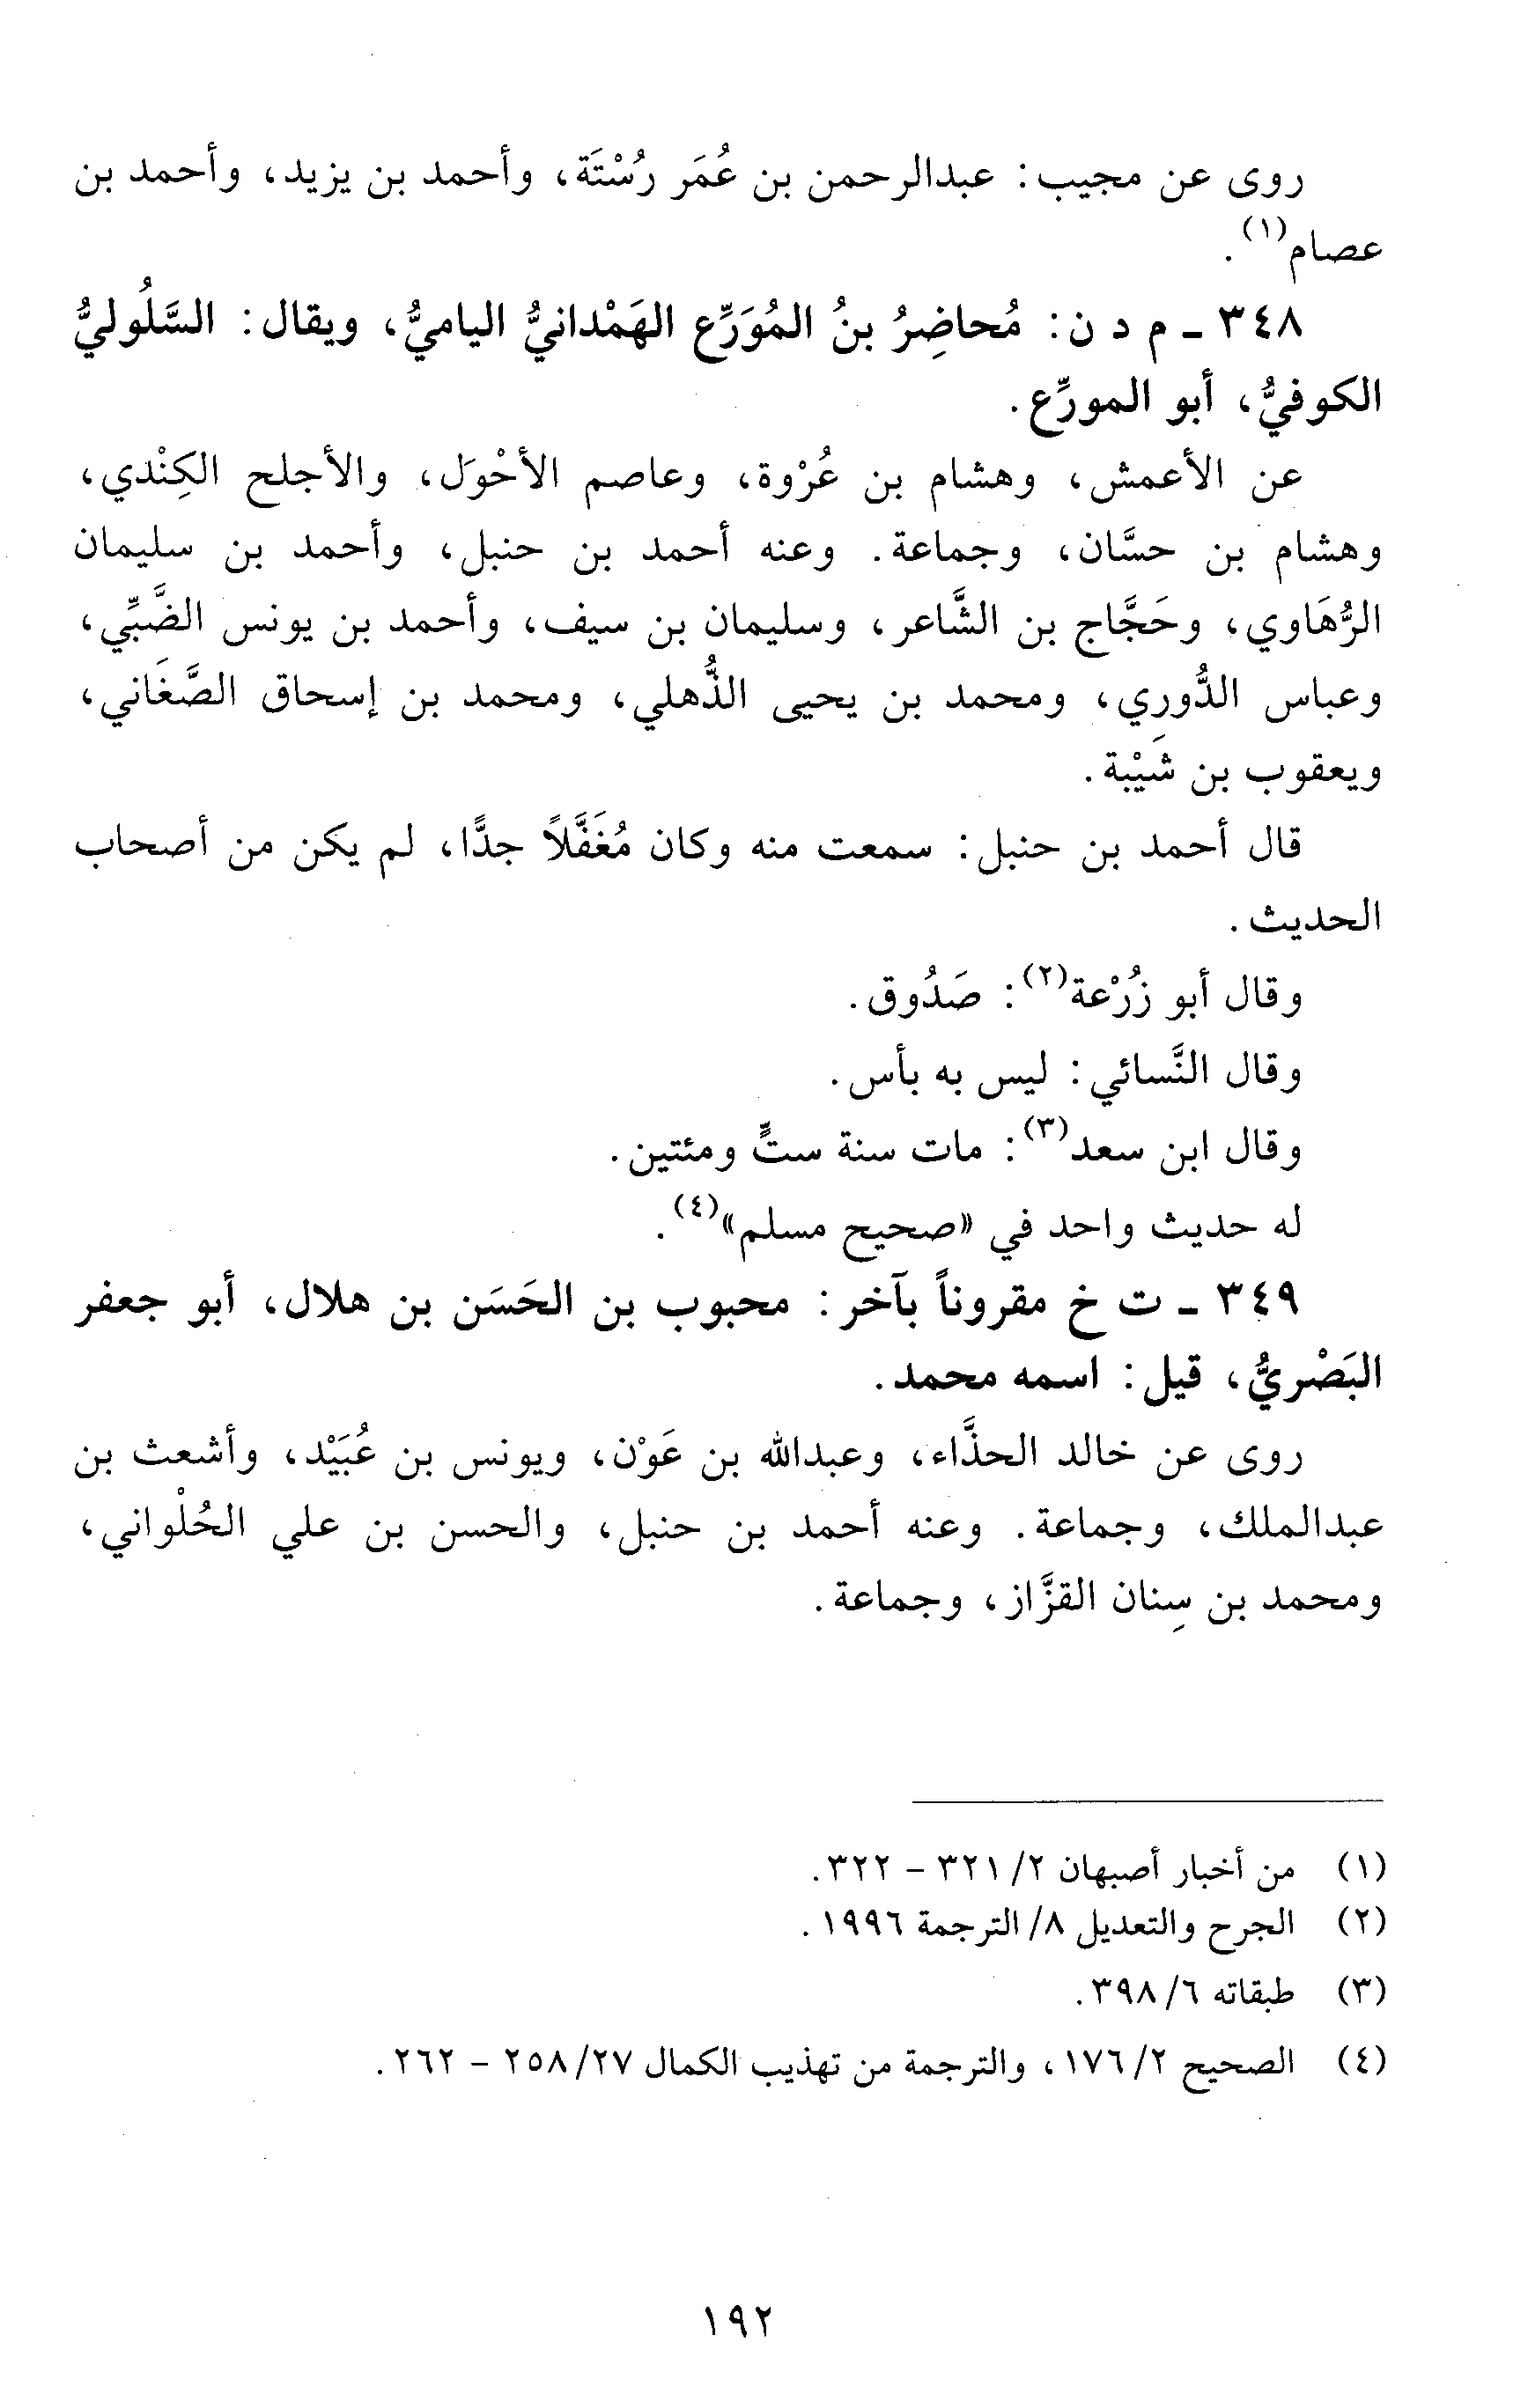 روى عن مجيب: عبدالرحمن بن عُمَر رُسْتَة، وأحمد بن يزيد، وأحمد بن
عصام(١).
٣٤٨ ـ م د ن: مُحاضِرُ بنُ المُوَرِّع الهَمْدانيُّ الياميُّ، ويقال: السَّلُوليُّ
الكوفيُّ، أبو المورِّع.
عن الأعمش، وهشام بن عُرْوة، وعاصم الأحْوَل، والأجلح الكِنْدي،
وهشام بن حسَّان، وجماعة. وعنه أحمد بن حنبل، وأحمد بن سليمان
الرُّهَاوي، وحَجَّاج بن الشَّاعر، وسليمان بن سيف، وأحمد بن يونس الضَّبِّي،
وعباس الدُّورِي، ومحمد بن يحيى الذُّهلي، ومحمد بن إسحاق الصَّغَاني،
ويعقوب بن شَيْبة.
قال أحمد بن حنبل: سمعت منه وكان مُغَفَّلاً جدًّا، لم يكن من أصحاب
الحديث.
وقال أبو زُرْعة(٢): صَدُوق.
وقال النَّسائي: ليس به بأس.
وقال ابن سعد(٣): مات سنة ستٍّ ومئتين.
له حديث واحد في «صحيح مسلم»(٤).
٣٤٩ ـ ت خ مقروناً بآخر: محبوب بن الحَسَن بن هلال، أبو جعفر
البَصْريُّ، قيل: اسمه محمد.
روى عن خالد الحذَّاء، وعبدالله بن عَوْن، ويونس بن عُبَيْد، وأشعث بن
عبدالملك، وجماعة. وعنه أحمد بن حنبل، والحسن بن علي الحُلْواني،
ومحمد بن سِنان القزَّاز، وجماعة.
(١) من أخبار أصبهان ٢/ ٣٢١ – ٣٢٢.
(٢) الجرح والتعديل ٨/ الترجمة ١٩٩٦.
(٣) طبقاته ٦/ ٣٩٨.
(٤) الصحيح ٢/ ١٧٦، والترجمة من تهذيب الكمال ٢٧/ ٢٥٨ – ٢٦٢.
١٩٢